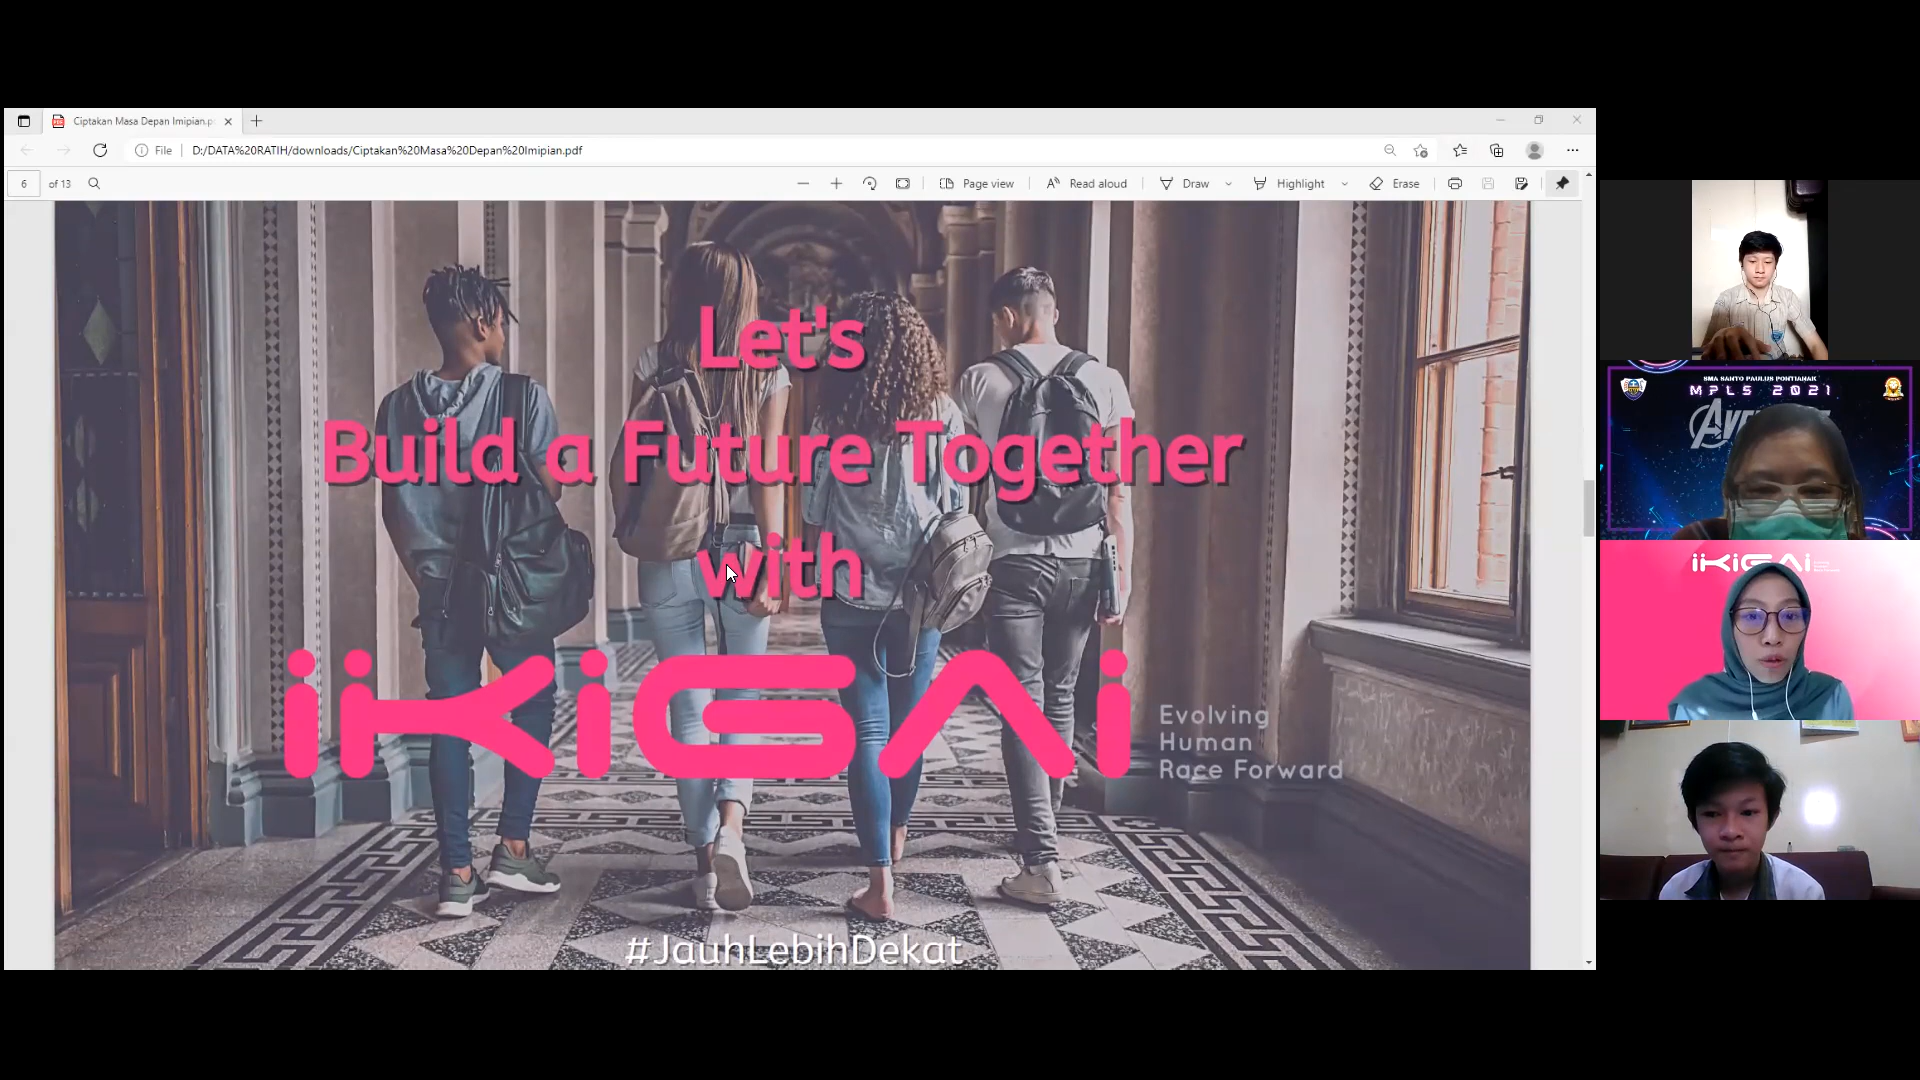 Ciptakan Masa Depan Imipian.p
File
D:/DATA%20RATIH/downloads/Ciptakan%20Masa%20Depan%20Imipian.pdf
6 of 13
Page view
Read aloud
Draw
Highlight
Erase
Let's
Build a Future Together
with
iKiGAi
Evolving
Human
Race Forward
#JauhLebihDekat
SMA SANTO PAULUS PONTIANAK
MPLS 2021
iKiGAi